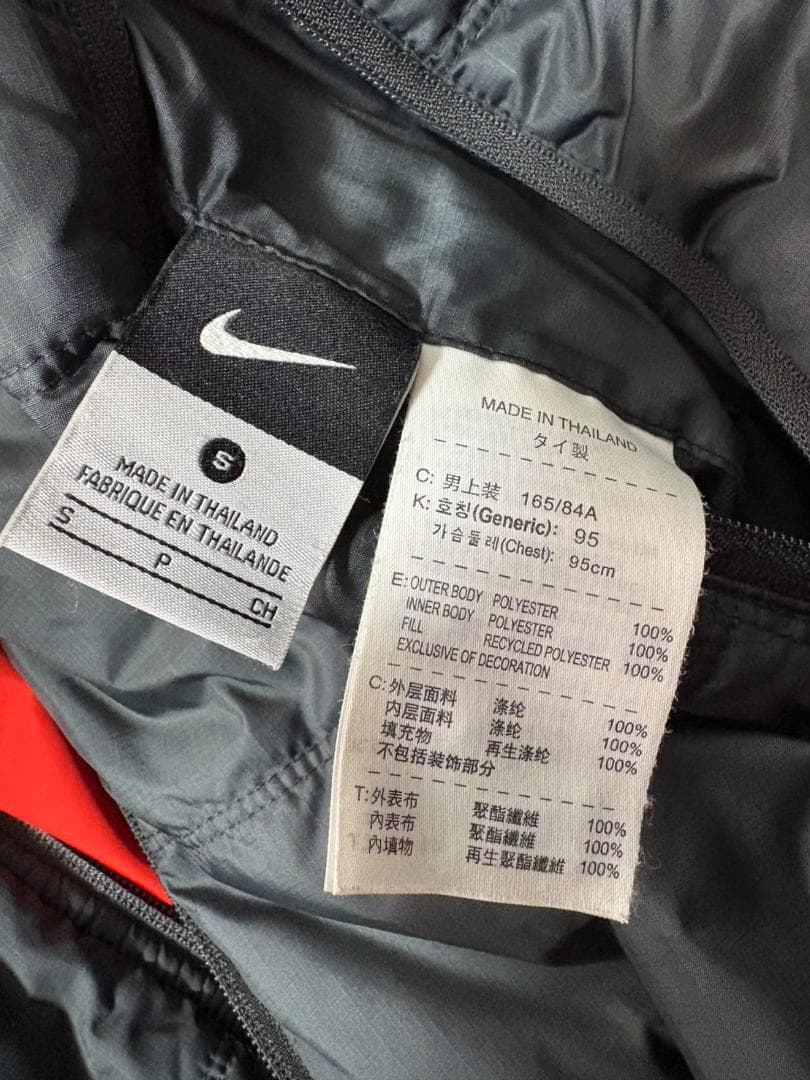 S
MADE IN THAILAND
FABRIQUE EN THAILANDE
S P CH
MADE IN THAILAND
タイ製
C: 男上装 165/84A
K: 호칭(Generic): 95
가슴둘레(Chest): 95cm
E: OUTER BODY POLYESTER 100%
INNER BODY POLYESTER 100%
FILL RECYCLED POLYESTER 100%
EXCLUSIVE OF DECORATION
C: 外层面料 涤纶 100%
内层面料 涤纶 100%
填充物 再生涤纶 100%
不包括装饰部分
T: 外表布 聚酯纖維 100%
內表布 聚酯纖維 100%
內填物 再生聚酯纖維 100%